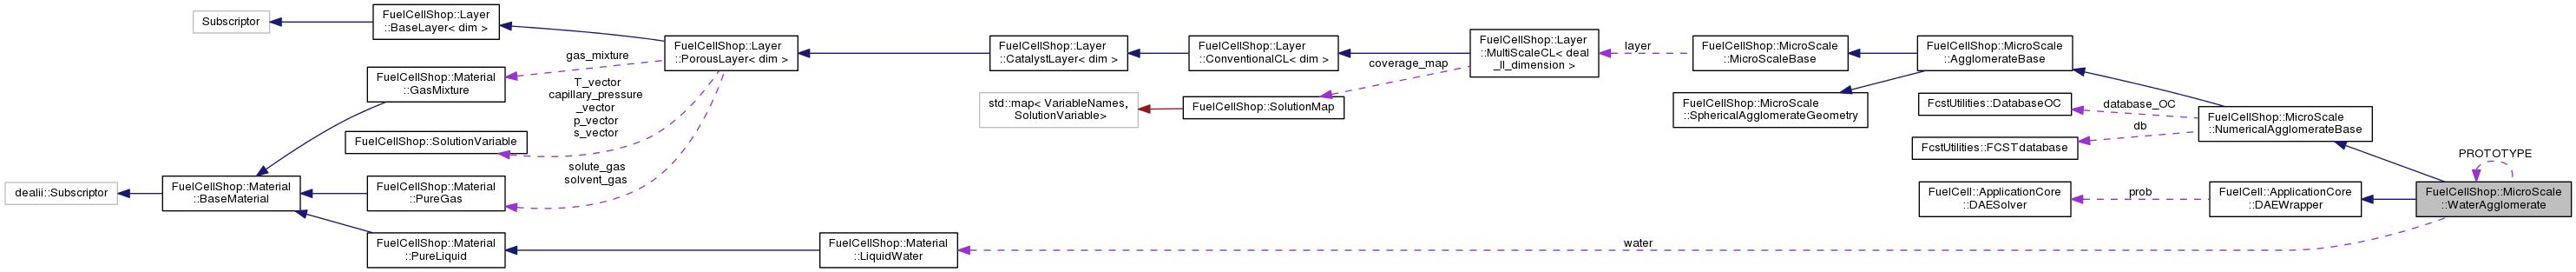 Subscriptor
FuelCellShop::Layer
::BaseLayer< dim >
FuelCellShop::Material
::GasMixture
gas_mixture
T_vector
capillary_pressure
_vector
p_vector
s_vector
FuelCellShop::SolutionVariable
solute_gas
solvent_gas
dealii::Subscriptor
FuelCellShop::Material
::BaseMaterial
FuelCellShop::Material
::PureGas
FuelCellShop::Material
::PureLiquid
FuelCellShop::Layer
::PorousLayer< dim >
FuelCellShop::Layer
::CatalystLayer< dim >
FuelCellShop::Layer
::ConventionalCL< dim >
FuelCellShop::Layer
::MultiScaleCL< deal
_II_dimension >
coverage_map
std::map< VariableNames,
SolutionVariable>
FuelCellShop::SolutionMap
FuelCellShop::Material
::LiquidWater
layer
FuelCellShop::MicroScale
::MicroScaleBase
FuelCellShop::MicroScale
::AgglomerateBase
FuelCellShop::MicroScale
::SphericalAgglomerateGeometry
FcstUtilities::DatabaseOC
database_OC
FcstUtilities::FCSTdatabase
db
FuelCellShop::MicroScale
::NumericalAgglomerateBase
FuelCell::ApplicationCore
::DAESolver
prob
FuelCell::ApplicationCore
::DAEWrapper
PROTOTYPE
FuelCellShop::MicroScale
::WaterAgglomerate
water